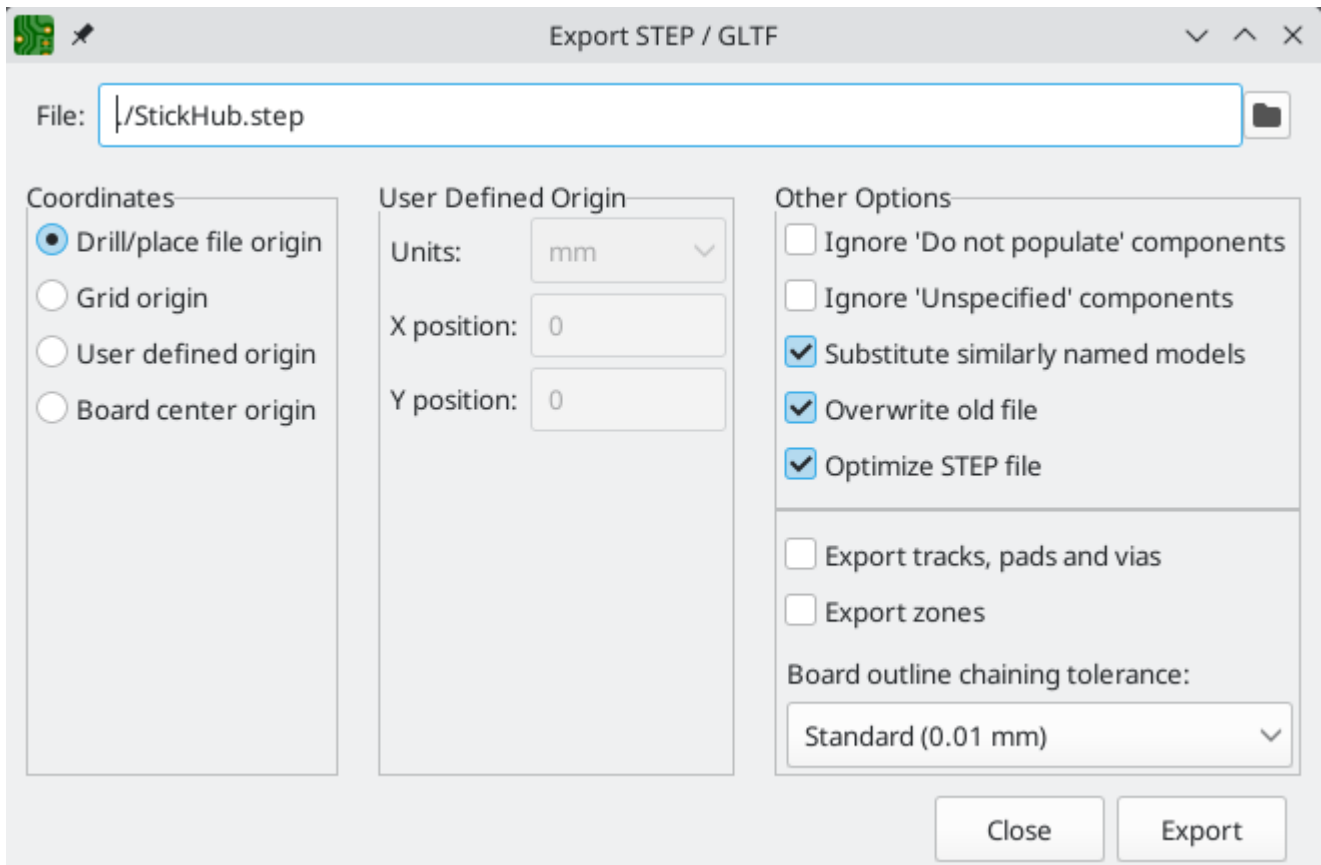 Export STEP / GLTF
File: ./StickHub.step
Coordinates
Drill/place file origin
Grid origin
User defined origin
Board center origin
User Defined Origin
Units: mm
X position: 0
Y position: 0
Other Options
Ignore 'Do not populate' components
Ignore 'Unspecified' components
Substitute similarly named models
Overwrite old file
Optimize STEP file
Export tracks, pads and vias
Export zones
Board outline chaining tolerance:
Standard (0.01 mm)
Close Export